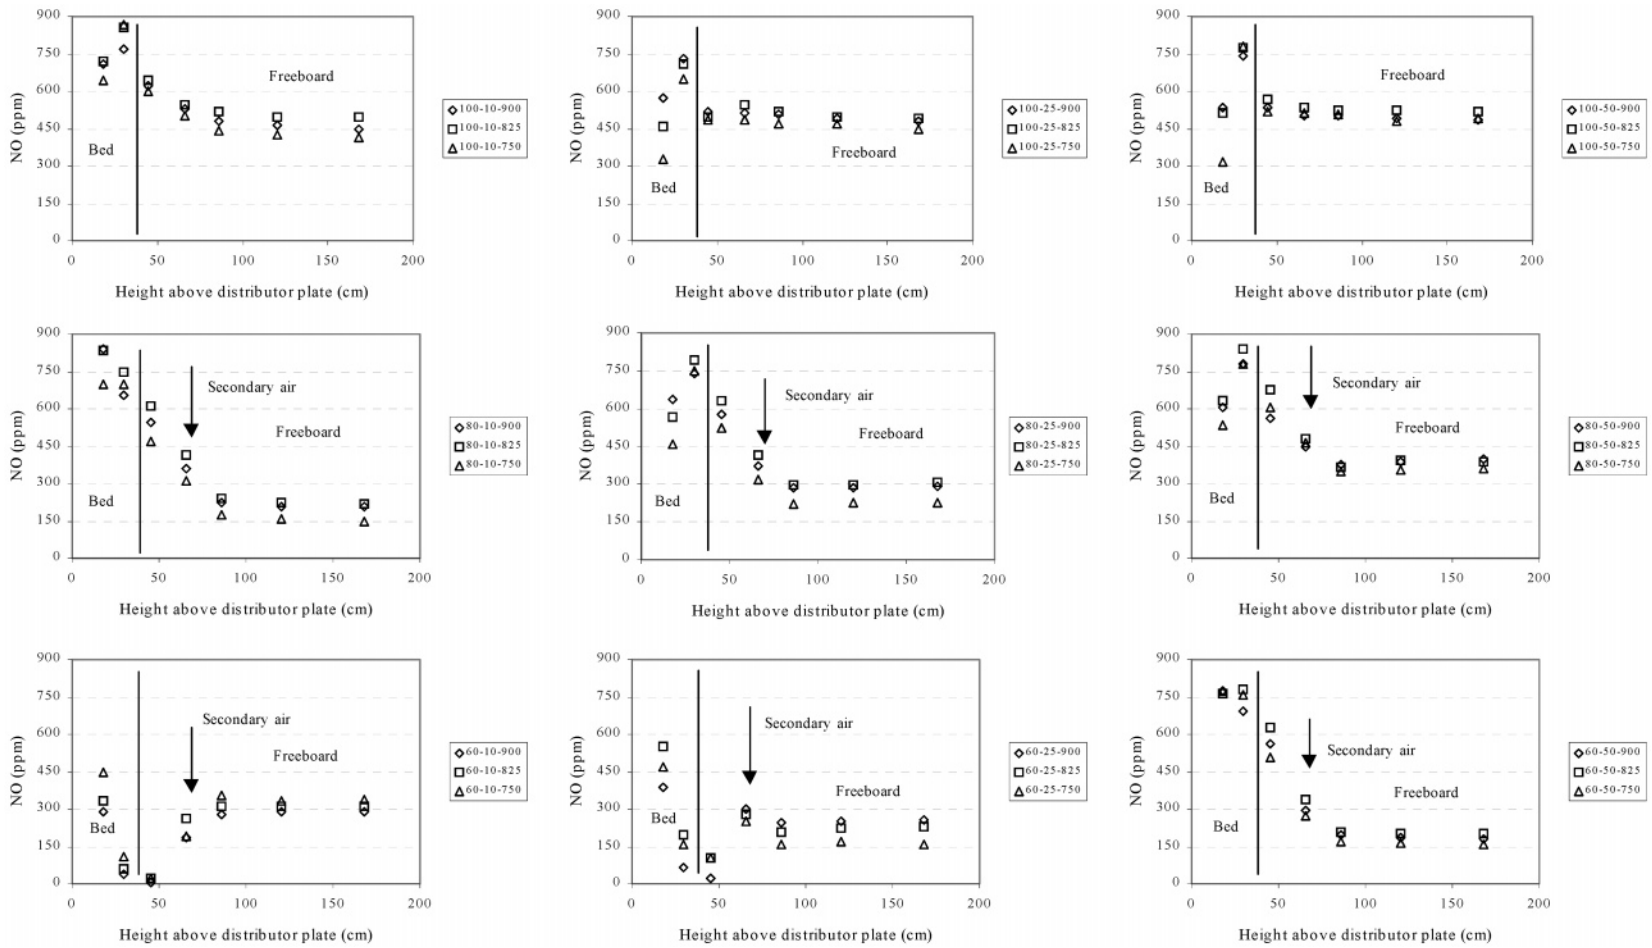 900
750
600
450
300
150
0
NO (ppm)
Freeboard
Bed
0 50 100 150 200
Height above distributor plate (cm)
100-10-900
100-10-825
100-10-750
900
750
600
450
300
150
0
NO (ppm)
Freeboard
Bed
0 50 100 150 200
Height above distributor plate (cm)
100-25-900
100-25-825
100-25-750
900
750
600
450
300
150
0
NO (ppm)
Freeboard
Bed
0 50 100 150 200
Height above distributor plate (cm)
100-50-900
100-50-825
100-50-750
900
750
600
450
300
150
0
NO (ppm)
Secondary air
Freeboard
Bed
0 50 100 150 200
Height above distributor plate (cm)
80-10-900
80-10-825
80-10-750
900
750
600
450
300
150
0
NO (ppm)
Secondary air
Freeboard
Bed
0 50 100 150 200
Height above distributor plate (cm)
80-25-900
80-25-825
80-25-750
900
750
600
450
300
150
0
NO (ppm)
Secondary air
Freeboard
Bed
0 50 100 150 200
Height above distributor plate (cm)
80-50-900
80-50-825
80-50-750
900
750
600
450
300
150
0
NO (ppm)
Secondary air
Freeboard
Bed
0 50 100 150 200
Height above distributor plate (cm)
60-10-900
60-10-825
60-10-750
900
750
600
450
300
150
0
NO (ppm)
Secondary air
Freeboard
Bed
0 50 100 150 200
Height above distributor plate (cm)
60-25-900
60-25-825
60-25-750
900
750
600
450
300
150
0
NO (ppm)
Secondary air
Freeboard
Bed
0 50 100 150 200
Height above distributor plate (cm)
60-50-900
60-50-825
60-50-750